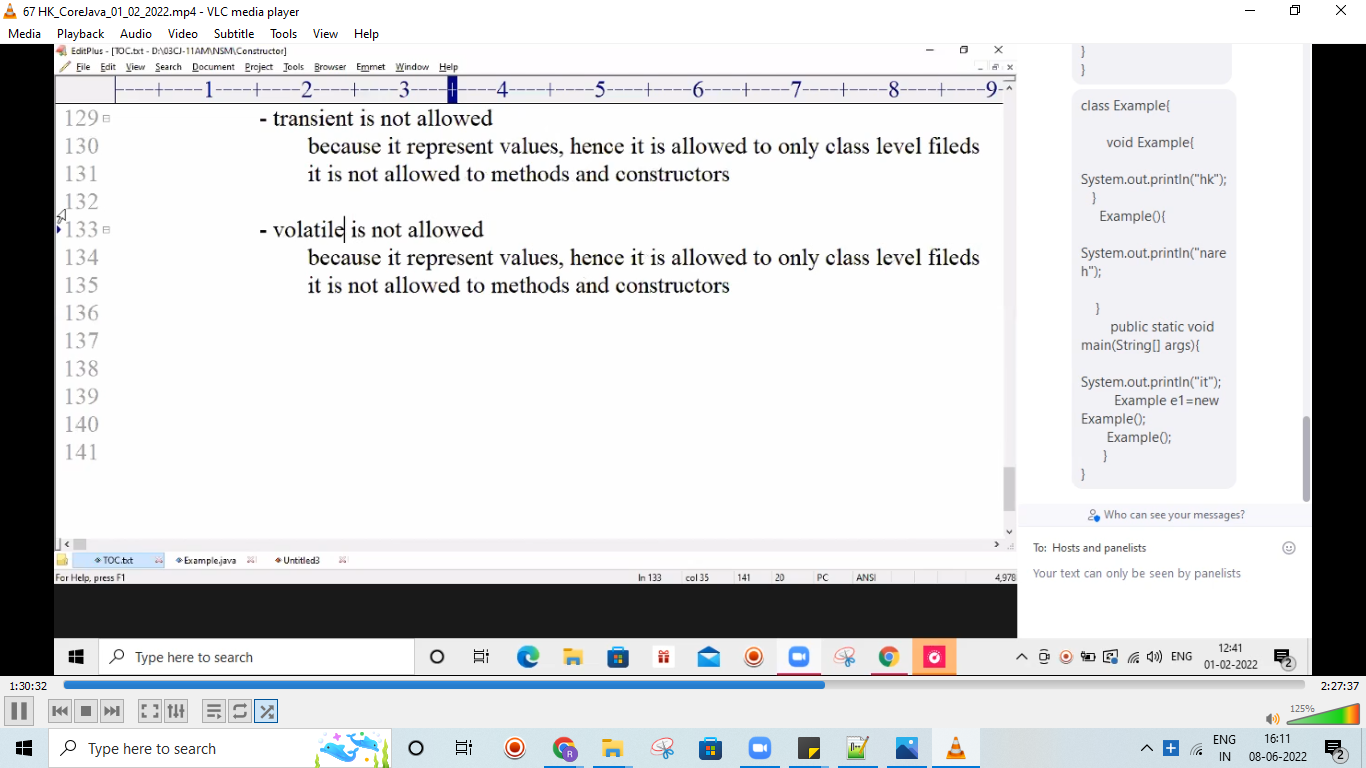 67 HK_CoreJava_01_02_2022.mp4 - VLC media player
Media Playback Audio Video Subtitle Tools View Help
EditPlus - [TOC.txt - D:\03CJ-11AM\NSM\Constructor]
File Edit View Search Document Project Tools Browser Emmet Window Help
----+----1----+----2----+----3----+----4----+----5----+----6----+----7----+----8----+----9-
129 - transient is not allowed
130 because it represent values, hence it is allowed to only class level fileds
131 it is not allowed to methods and constructors
132
133 - volatile is not allowed
134 because it represent values, hence it is allowed to only class level fileds
135 it is not allowed to methods and constructors
136
137
138
139
140
141
TOC.txt Example.java Untitled3
For Help, press F1 ln 133 col 35 141 20 PC ANSI 4,978
}
}
class Example{
void Example{
System.out.println("hk");
}
Example(){
System.out.println("nare
h");
}
public static void
main(String[] args){
System.out.println("it");
Example e1=new
Example();
Example();
}
}
Who can see your messages?
To: Hosts and panelists
Your text can only be seen by panelists
Type here to search
ENG
12:41
01-02-2022
2
1:30:32
2:27:37
125%
Type here to search
R
ENG
IN
16:11
08-06-2022
2